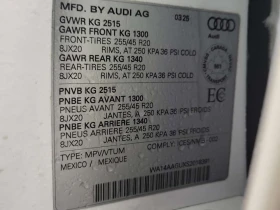 MFD. BY AUDI AG 03/25
GVWR KG 2515
GAWR FRONT KG 1300
FRONT-TIRES 255/45 R20
8JX20 RIMS, AT 250 KPA 36 PSI COLD
GAWR REAR KG 1340
REAR-TIRES 255/45 R20
8JX20 RIMS, AT 250 KPA 36 PSI COLD
Audi
PNVB KG 2515
PNBE KG AVANT 1300
PNEUS AVANT 255/45 R20
8JX20 JANTES, A 250 KPA 36 PSI FROID
PNBE KG ARRIERE 1340
PNEUS ARRIERE 255/45 R20
8JX20 JANTES, A 250 KPA 36 PSI
EC
TYPE: MPV/VTUM
MEXICO / MEXIQUE